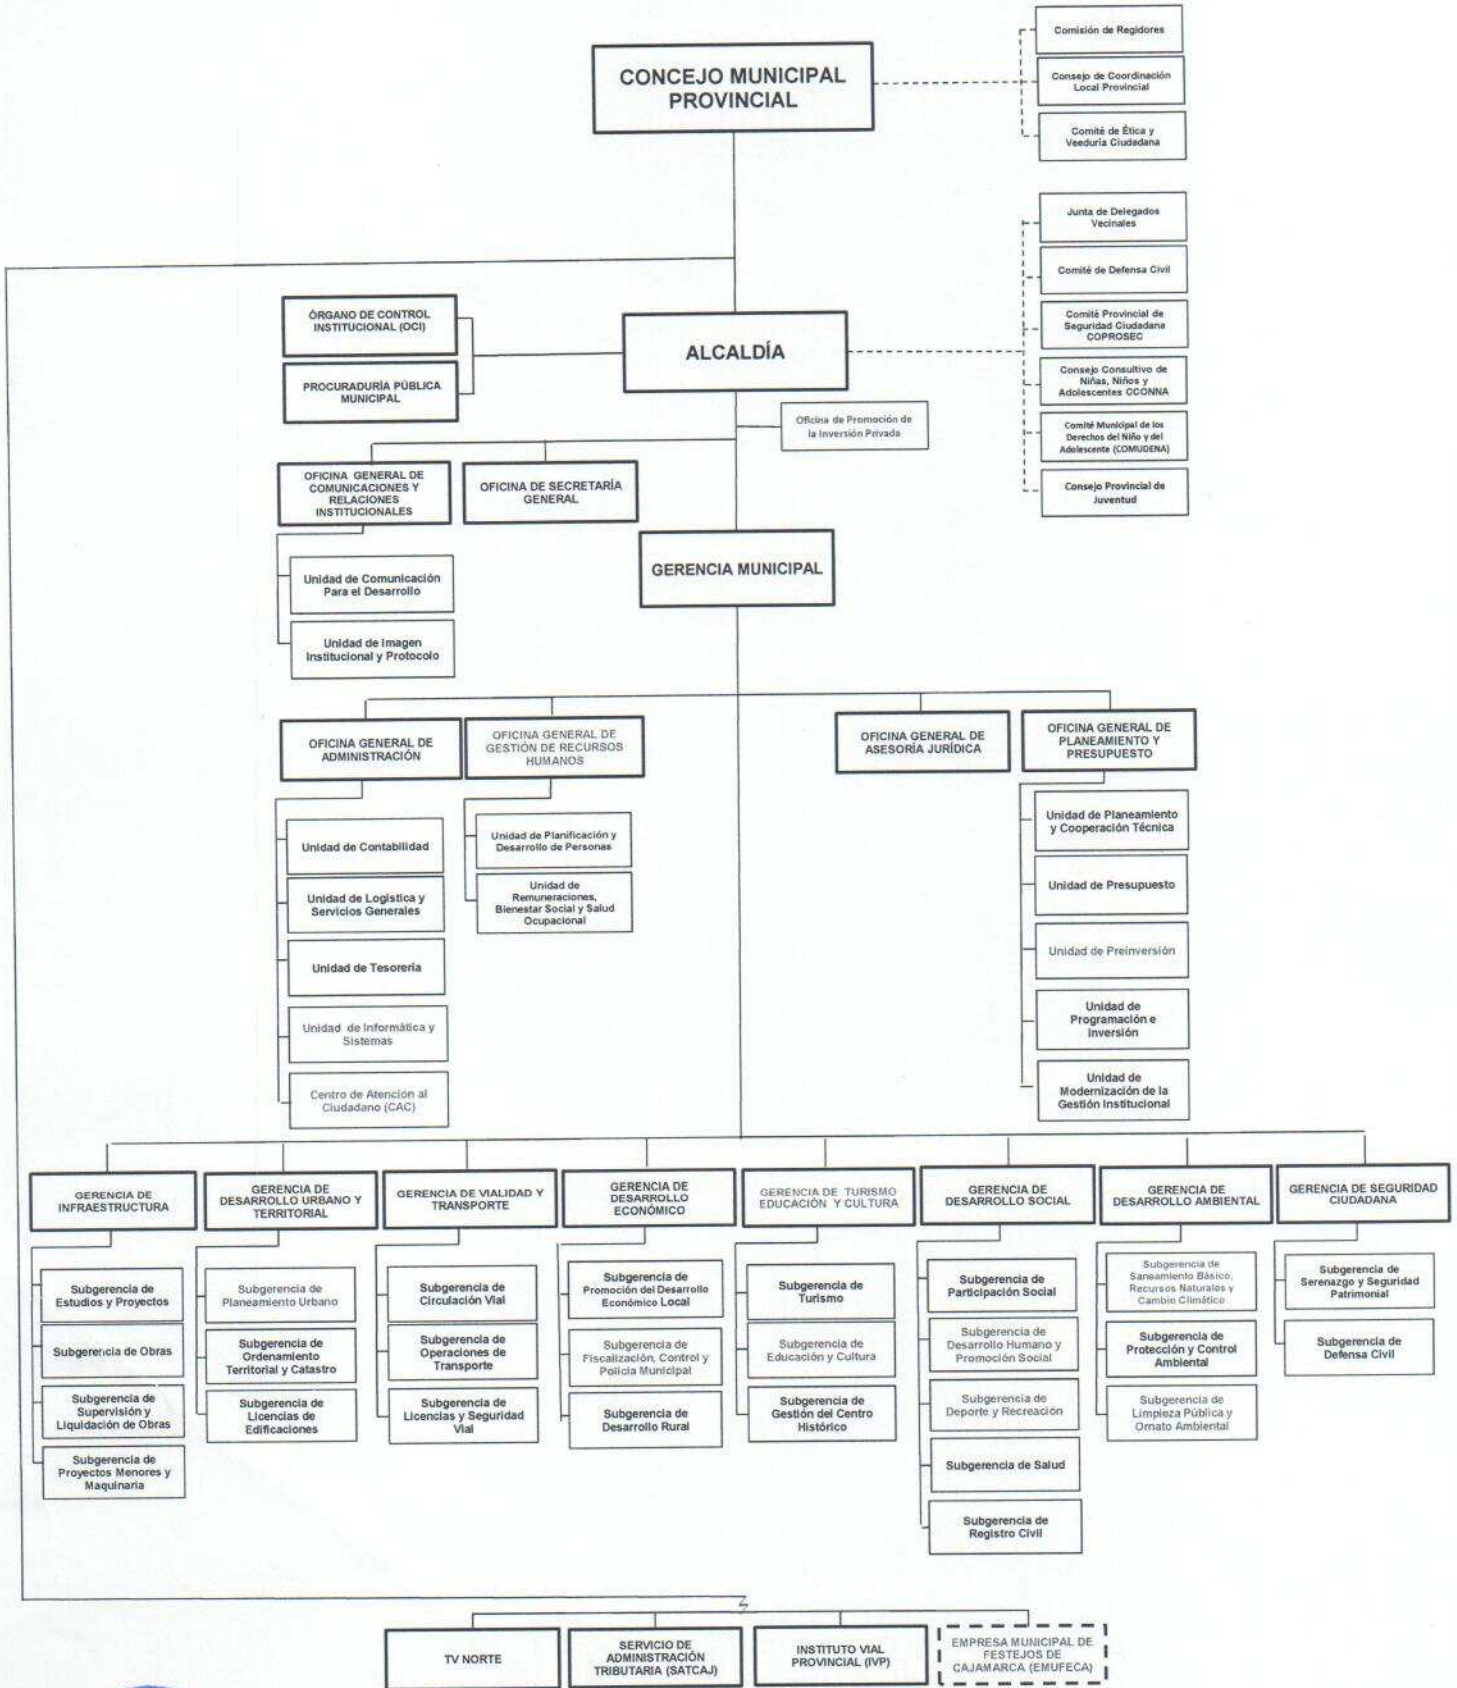 Comisión de Regidores
CONCEJO MUNICIPAL
PROVINCIAL
Consejo de Coordinación
Local Provincial
Comité de Ética y
Veeduría Ciudadana
Junta de Delegados
Vecinales
Comité de Defensa Civil
Comité Provincial de
Seguridad Ciudadana
COPROSEC
Consejo Consultivo de
Niñas, Niños y
Adolescentes CCONNA
Comité Municipal de los
Derechos del Niño y del
Adolescente (COMUDENA)
Consejo Provincial de
Juventud
ÓRGANO DE CONTROL
INSTITUCIONAL (OCI)
PROCURADURÍA PÚBLICA
MUNICIPAL
ALCALDÍA
Oficina de Promoción de
la Inversión Privada
OFICINA GENERAL DE
COMUNICACIONES Y
RELACIONES
INSTITUCIONALES
OFICINA DE SECRETARÍA
GENERAL
Unidad de Comunicación
Para el Desarrollo
Unidad de Imagen
Institucional y Protocolo
GERENCIA MUNICIPAL
OFICINA GENERAL DE
ADMINISTRACIÓN
OFICINA GENERAL DE
GESTIÓN DE RECURSOS
HUMANOS
OFICINA GENERAL DE
ASESORÍA JURÍDICA
OFICINA GENERAL DE
PLANEAMIENTO Y
PRESUPUESTO
Unidad de Contabilidad
Unidad de Logística y
Servicios Generales
Unidad de Tesorería
Unidad de Informática y
Sistemas
Centro de Atención al
Ciudadano (CAC)
Unidad de Planificación y
Desarrollo de Personas
Unidad de
Remuneraciones,
Bienestar Social y Salud
Ocupacional
Unidad de Planeamiento
y Cooperación Técnica
Unidad de Presupuesto
Unidad de Preinversión
Unidad de
Programación e
Inversión
Unidad de
Modernización de la
Gestión Institucional
GERENCIA DE
INFRAESTRUCTURA
GERENCIA DE
DESARROLLO URBANO Y
TERRITORIAL
GERENCIA DE VIALIDAD Y
TRANSPORTE
GERENCIA DE
DESARROLLO
ECONÓMICO
GERENCIA DE TURISMO
EDUCACIÓN Y CULTURA
GERENCIA DE
DESARROLLO SOCIAL
GERENCIA DE
DESARROLLO AMBIENTAL
GERENCIA DE SEGURIDAD
CIUDADANA
Subgerencia de
Estudios y Proyectos
Subgerencia de Obras
Subgerencia de
Supervisión y
Liquidación de Obras
Subgerencia de
Proyectos Menores y
Maquinaria
Subgerencia de
Planeamiento Urbano
Subgerencia de
Ordenamiento
Territorial y Catastro
Subgerencia de
Licencias de
Edificaciones
Subgerencia de
Circulación Vial
Subgerencia de
Operaciones de
Transporte
Subgerencia de
Licencias y Seguridad
Vial
Subgerencia de
Promoción del Desarrollo
Económico Local
Subgerencia de
Fiscalización, Control y
Policía Municipal
Subgerencia de
Desarrollo Rural
Subgerencia de
Turismo
Subgerencia de
Educación y Cultura
Subgerencia de
Gestión del Centro
Histórico
Subgerencia de
Participación Social
Subgerencia de
Desarrollo Humano y
Promoción Social
Subgerencia de
Deporte y Recreación
Subgerencia de Salud
Subgerencia de
Registro Civil
Subgerencia de
Saneamiento Básico,
Recursos Naturales y
Cambio Climático
Subgerencia de
Protección y Control
Ambiental
Subgerencia de
Limpieza Pública y
Ornato Ambiental
Subgerencia de
Serenazgo y Seguridad
Patrimonial
Subgerencia de
Defensa Civil
TV NORTE
SERVICIO DE
ADMINISTRACIÓN
TRIBUTARIA (SATCAJ)
INSTITUTO VIAL
PROVINCIAL (IVP)
EMPRESA MUNICIPAL DE
FESTEJOS DE
CAJAMARCA (EMUFECA)